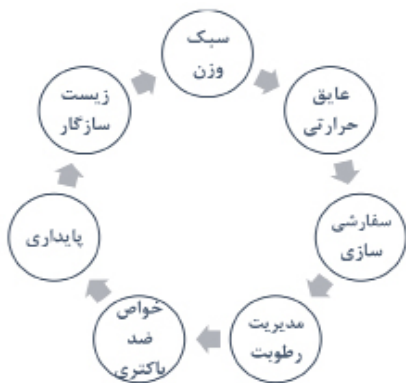 سبک
وزن
عایق
حرارتی
سفارشی
سازی
مدیریت
رطوبت
خواص
ضد
باکتری
پایداری
زیست
سازگار